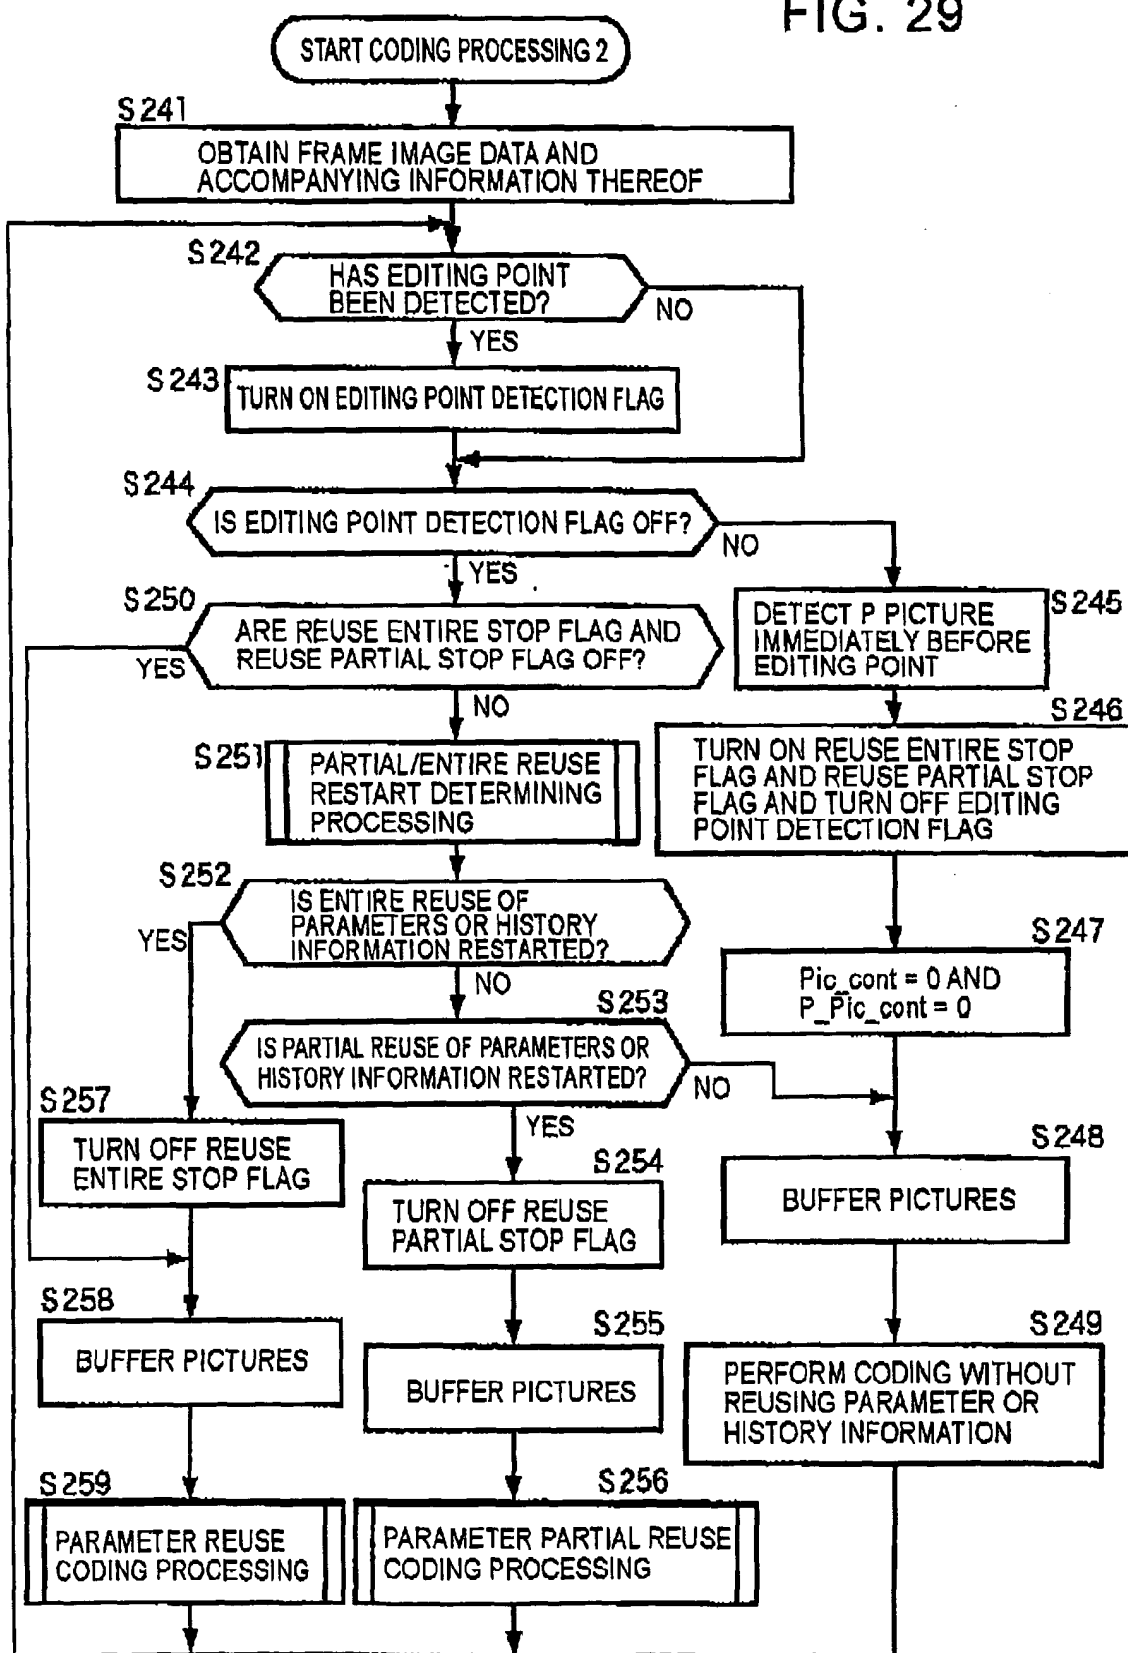 FIG. 29
START CODING PROCESSING 2
S241
OBTAIN FRAME IMAGE DATA AND
ACCOMPANYING INFORMATION THEREOF
S242
HAS EDITING POINT
BEEN DETECTED?
NO
YES
S243
TURN ON EDITING POINT DETECTION FLAG
S244
IS EDITING POINT DETECTION FLAG OFF?
NO
YES
S245
DETECT P PICTURE
IMMEDIATELY BEFORE
EDITING POINT
S250
ARE REUSE ENTIRE STOP FLAG AND
REUSE PARTIAL STOP FLAG OFF?
YES
NO
S246
TURN ON REUSE ENTIRE STOP
FLAG AND REUSE PARTIAL STOP
FLAG AND TURN OFF EDITING
POINT DETECTION FLAG
S251
PARTIAL/ENTIRE REUSE
RESTART DETERMINING
PROCESSING
S252
IS ENTIRE REUSE OF
PARAMETERS OR HISTORY
INFORMATION RESTARTED?
YES
NO
S247
Pic_cont = 0 AND
P_Pic_cont = 0
S253
IS PARTIAL REUSE OF PARAMETERS OR
HISTORY INFORMATION RESTARTED?
NO
YES
S257
TURN OFF REUSE
ENTIRE STOP FLAG
S254
TURN OFF REUSE
PARTIAL STOP FLAG
S248
BUFFER PICTURES
S258
BUFFER PICTURES
S255
BUFFER PICTURES
S249
PERFORM CODING WITHOUT
REUSING PARAMETER OR
HISTORY INFORMATION
S259
PARAMETER REUSE
CODING PROCESSING
S256
PARAMETER PARTIAL REUSE
CODING PROCESSING